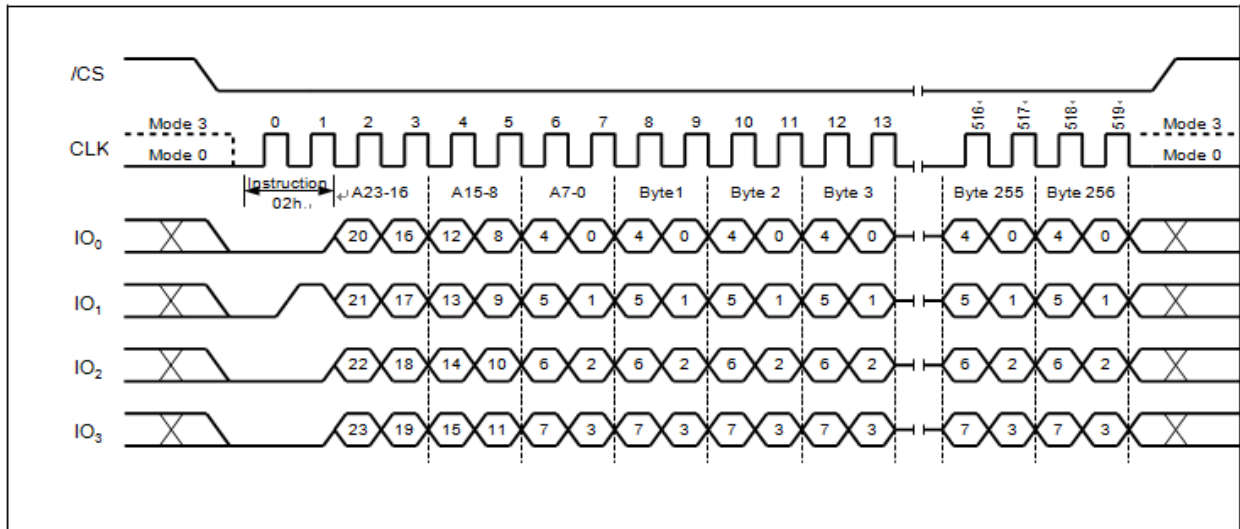 /CS
0 1 2 3 4 5 6 7 8 9 10 11 12 13 516 517 518 519
Mode 3 Mode 3
CLK
Mode 0 Mode 0
Instruction
02h A23-16 A15-8 A7-0 Byte1 Byte 2 Byte 3 Byte 255 Byte 256
IO0 20 16 12 8 4 0 4 0 4 0 4 0 4 0 4 0
IO1 21 17 13 9 5 1 5 1 5 1 5 1 5 1 5 1
IO2 22 18 14 10 6 2 6 2 6 2 6 2 6 2 6 2
IO3 23 19 15 11 7 3 7 3 7 3 7 3 7 3 7 3